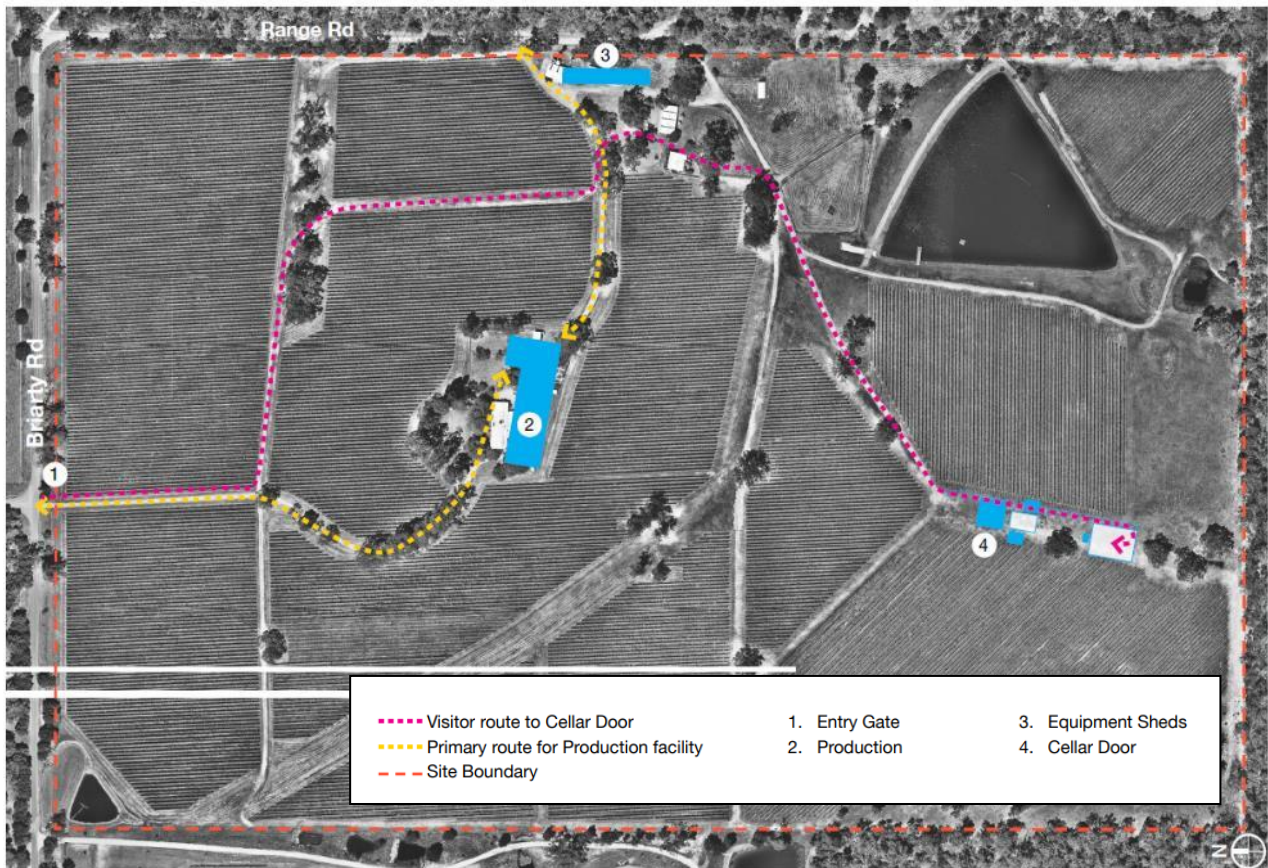 Range Rd
3
Briarty Rd
1
2
4
Visitor route to Cellar Door
Primary route for Production facility
Site Boundary
1. Entry Gate
2. Production
3. Equipment Sheds
4. Cellar Door
N